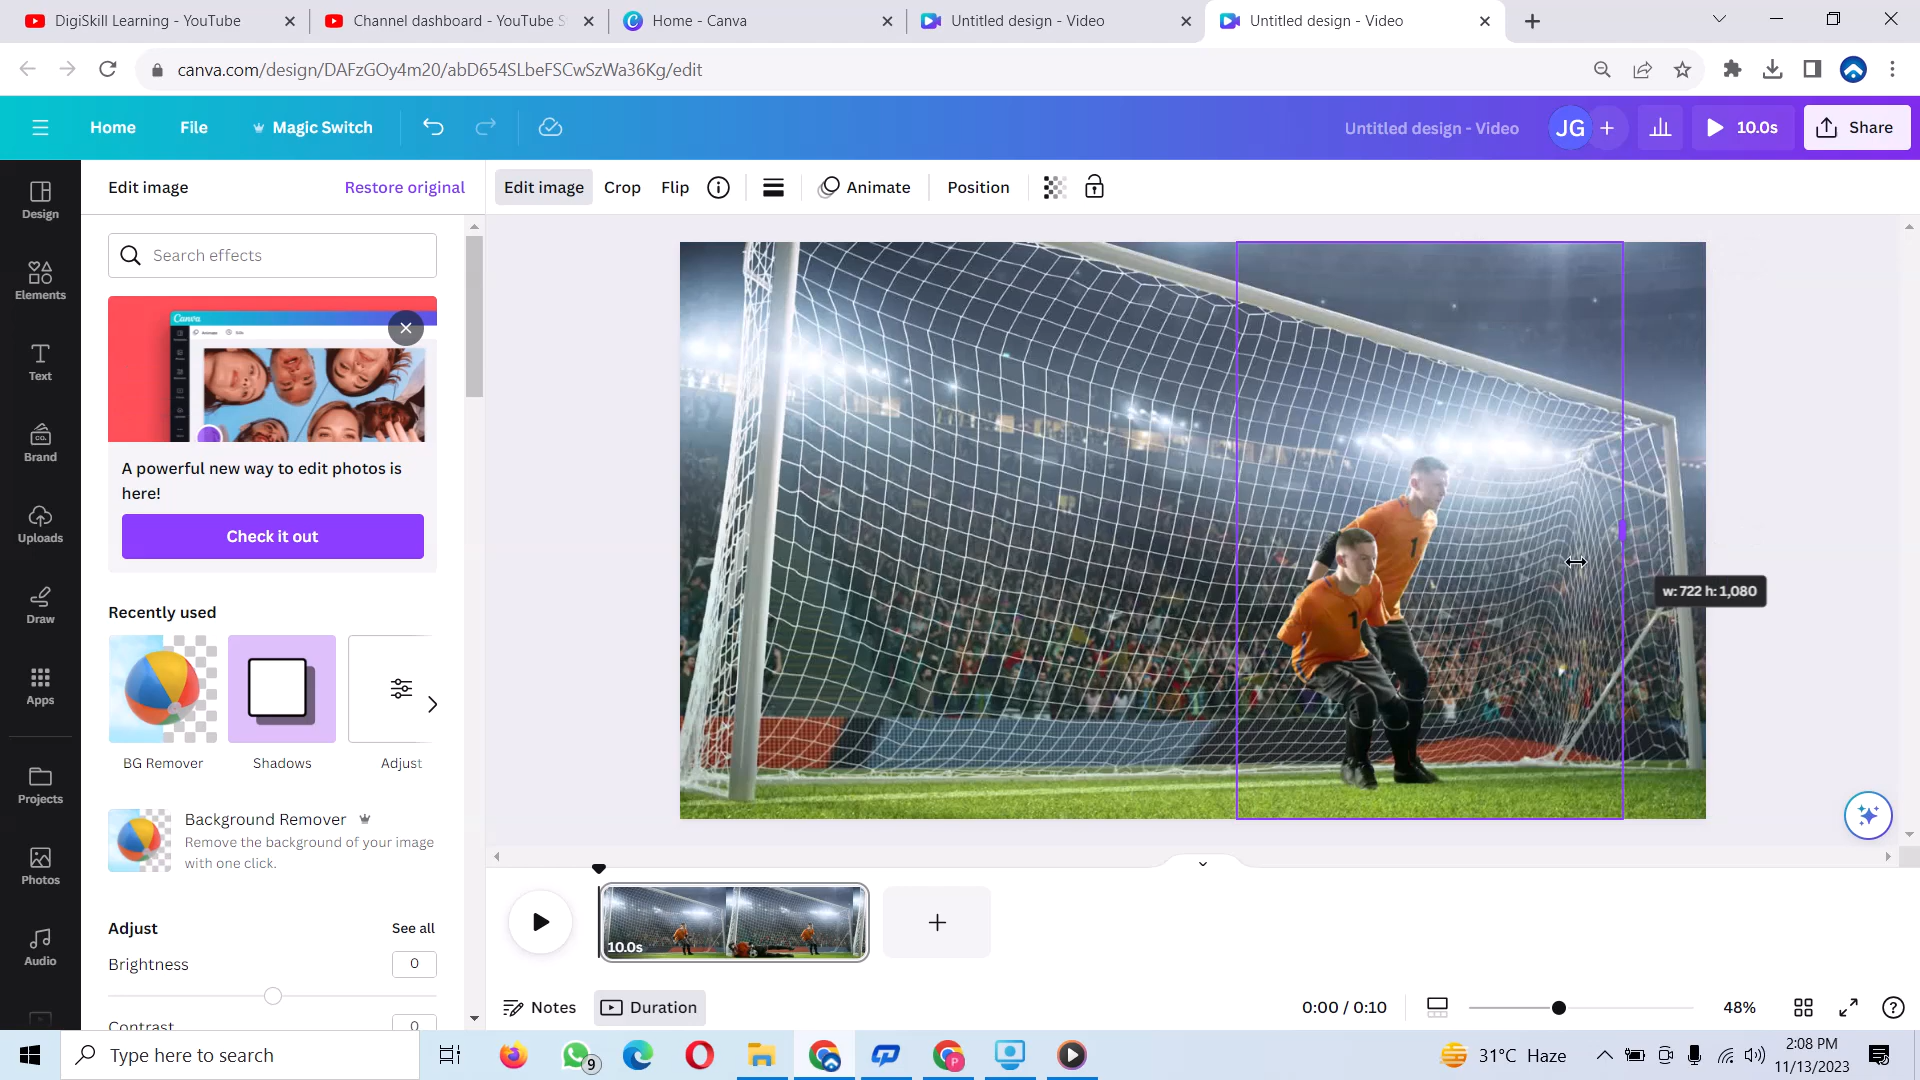 DigiSkill Learning - YouTube
Channel dashboard - YouTube S
Home - Canva
Untitled design - Video
Untitled design - Video
canva.com/design/DAFzGOy4m20/abD654SLbeFSCwSzWa36Kg/edit
Home
File
Magic Switch
Untitled design - Video
JG
10.0s
Share
Design
Elements
Text
Brand
Uploads
Draw
Apps
Projects
Photos
Audio
Edit image
Restore original
Search effects
Canva
A powerful new way to edit photos is
here!
Check it out
Recently used
BG Remover
Shadows
Adjust
Background Remover
Remove the background of your image
with one click.
Adjust
See all
Brightness
0
Contrast
0
Edit image
Crop
Flip
Animate
Position
1
1
w: 722 h: 1,080
10.0s
Notes
Duration
0:00 / 0:10
48%
Type here to search
9
31°C Haze
2:08 PM
11/13/2023